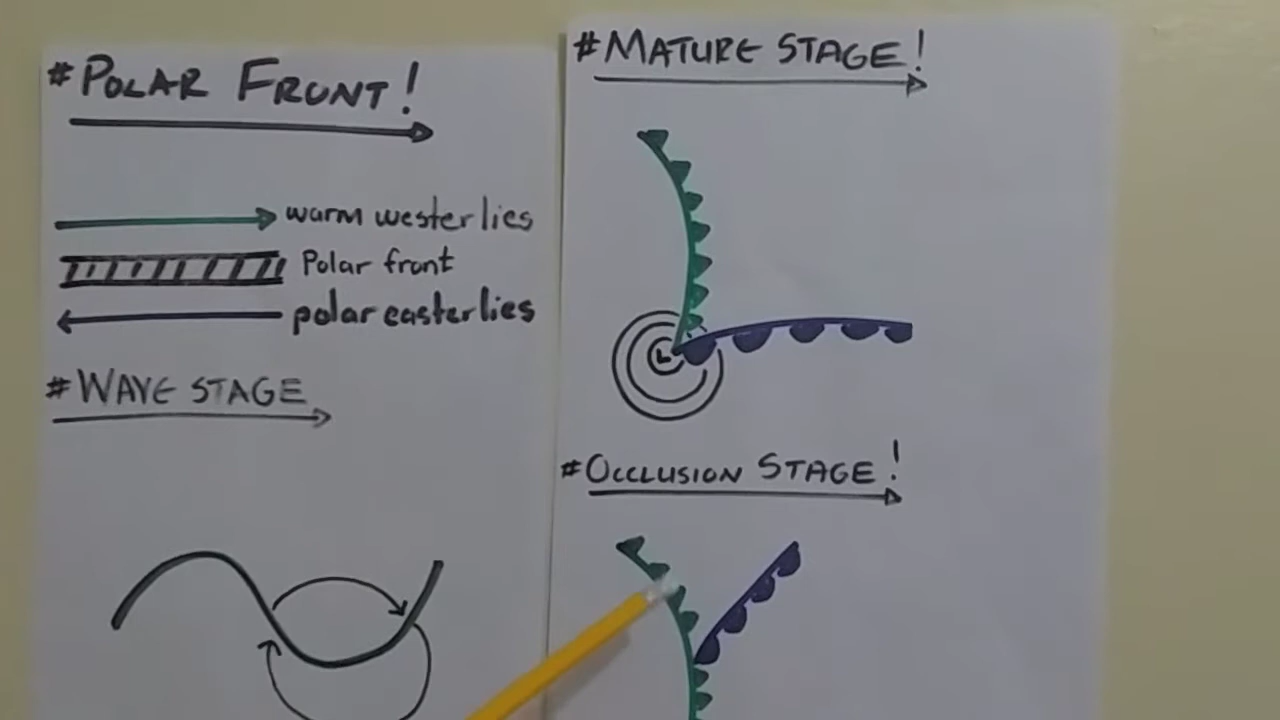 #POLAR FRONT!
warm westerlies
Polar front
polar easterlies
#WAVE STAGE
#MATURE STAGE!
L
#OCCLUSION STAGE!